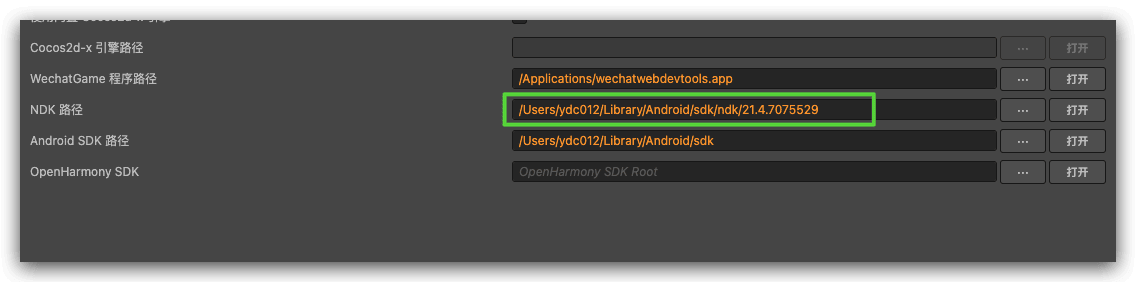 Cocos2d-x 引擎路径
... 打开
WechatGame 程序路径 /Applications/wechatwebdevtools.app ... 打开
NDK 路径 /Users/ydc012/Library/Android/sdk/ndk/21.4.7075529 ... 打开
Android SDK 路径 /Users/ydc012/Library/Android/sdk ... 打开
OpenHarmony SDK OpenHarmony SDK Root ... 打开